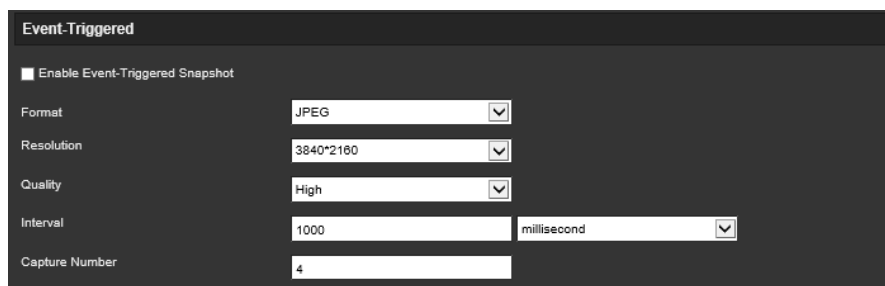 Event-Triggered
Enable Event-Triggered Snapshot
Format JPEG
Resolution 3840*2160
Quality High
Interval 1000 millisecond
Capture Number 4